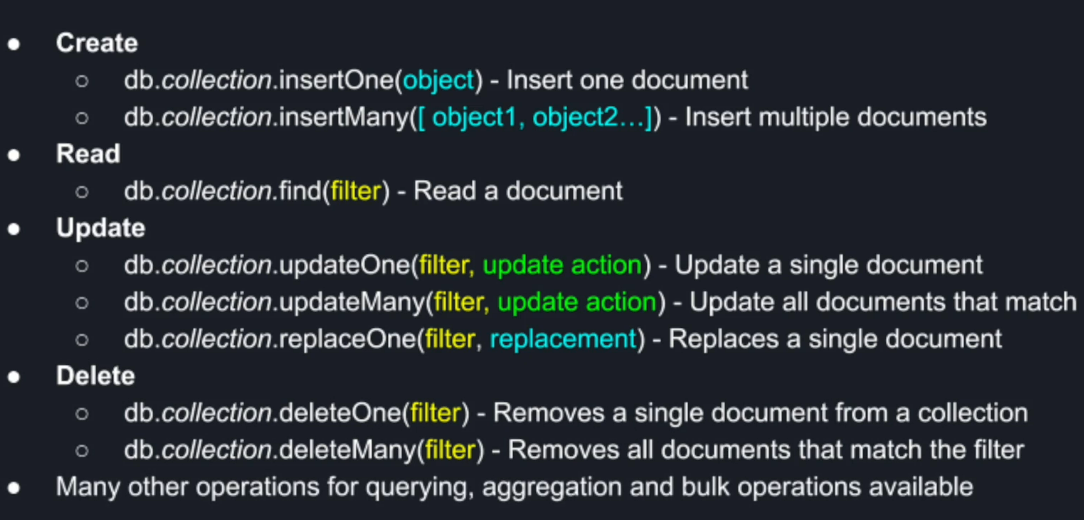 ● Create
○ db.collection.insertOne(object) - Insert one document
○ db.collection.insertMany([ object1, object2…]) - Insert multiple documents
● Read
○ db.collection.find(filter) - Read a document
● Update
○ db.collection.updateOne(filter, update action) - Update a single document
○ db.collection.updateMany(filter, update action) - Update all documents that match
○ db.collection.replaceOne(filter, replacement) - Replaces a single document
● Delete
○ db.collection.deleteOne(filter) - Removes a single document from a collection
○ db.collection.deleteMany(filter) - Removes all documents that match the filter
● Many other operations for querying, aggregation and bulk operations available